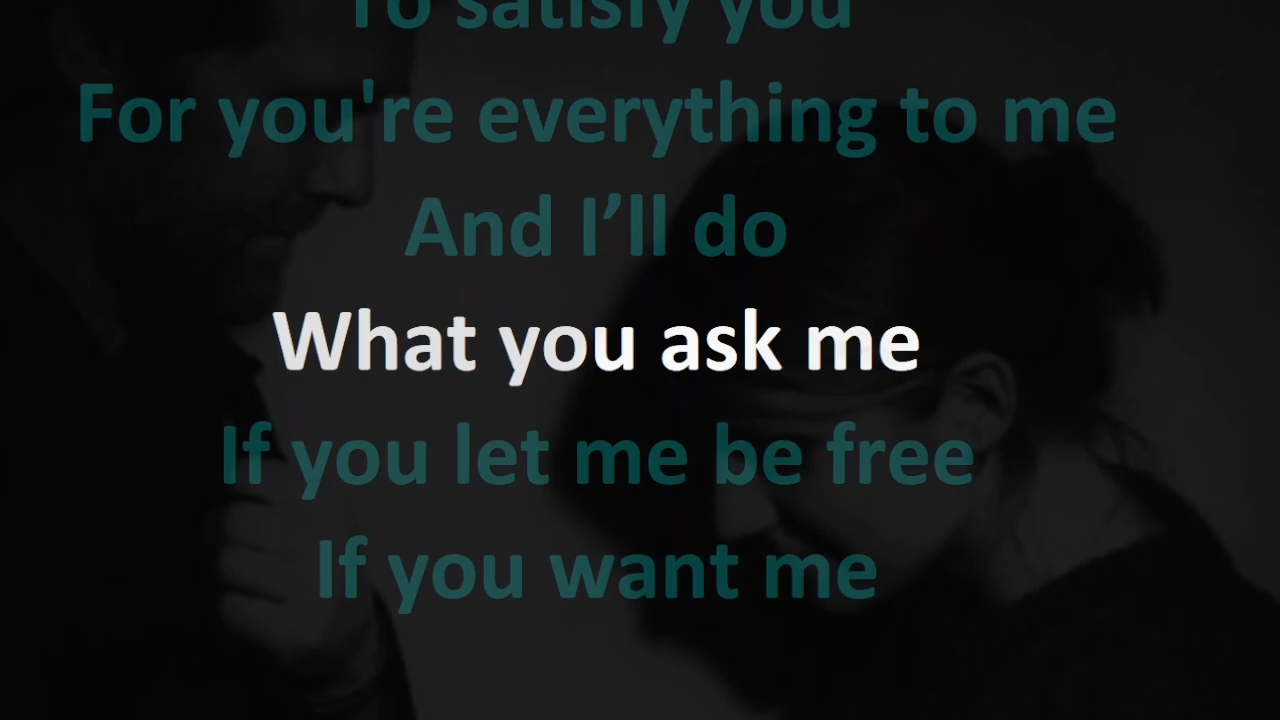 To satisfy you
For you're everything to me
And I’ll do
What you ask me
If you let me be free
If you want me